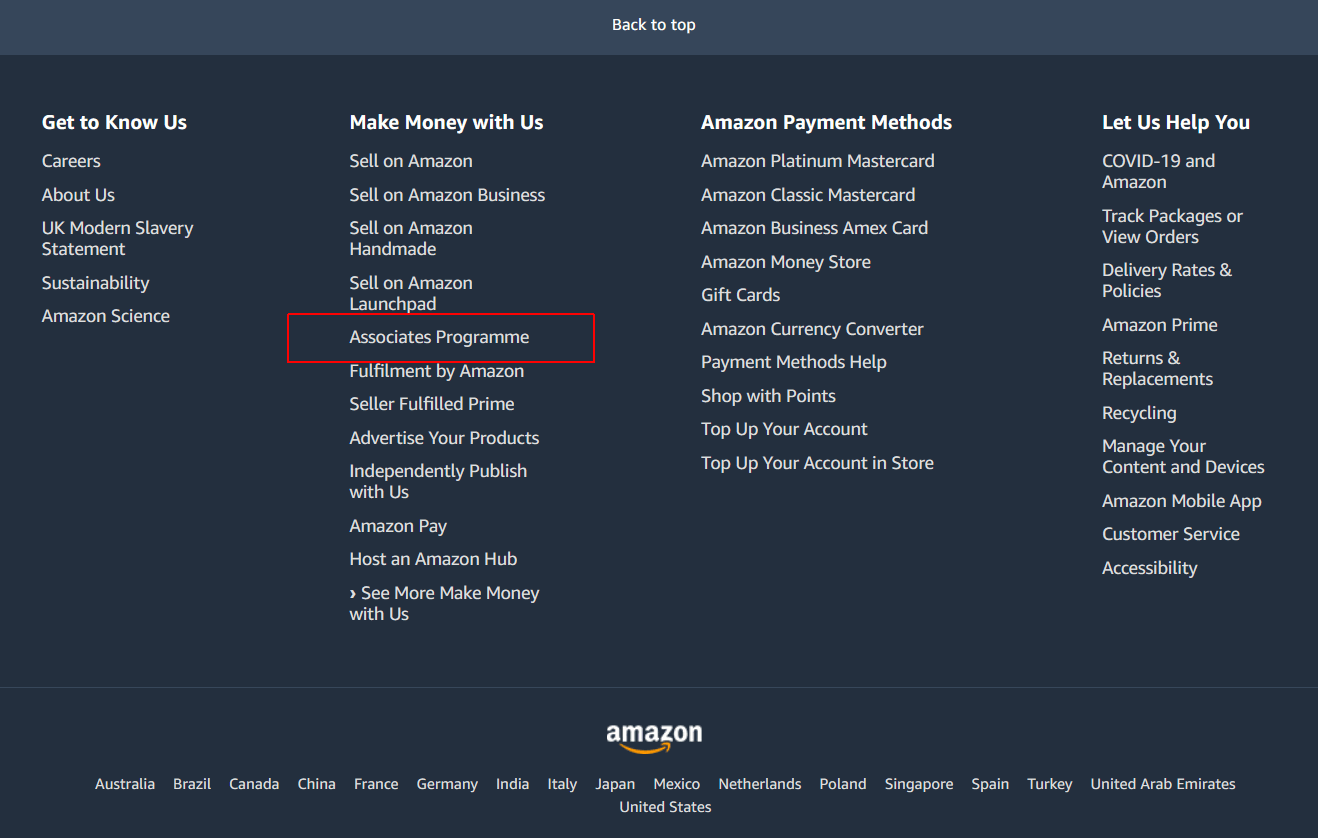 Back to top
Get to Know Us
Careers
About Us
UK Modern Slavery
Statement
Sustainability
Amazon Science
Make Money with Us
Sell on Amazon
Sell on Amazon Business
Sell on Amazon
Handmade
Sell on Amazon
Launchpad
Associates Programme
Fulfilment by Amazon
Seller Fulfilled Prime
Advertise Your Products
Independently Publish
with Us
Amazon Pay
Host an Amazon Hub
› See More Make Money
with Us
Amazon Payment Methods
Amazon Platinum Mastercard
Amazon Classic Mastercard
Amazon Business Amex Card
Amazon Money Store
Gift Cards
Amazon Currency Converter
Payment Methods Help
Shop with Points
Top Up Your Account
Top Up Your Account in Store
Let Us Help You
COVID-19 and
Amazon
Track Packages or
View Orders
Delivery Rates &
Policies
Amazon Prime
Returns &
Replacements
Recycling
Manage Your
Content and Devices
Amazon Mobile App
Customer Service
Accessibility
amazon
Australia Brazil Canada China France Germany India Italy Japan Mexico Netherlands Poland Singapore Spain Turkey United Arab Emirates
United States